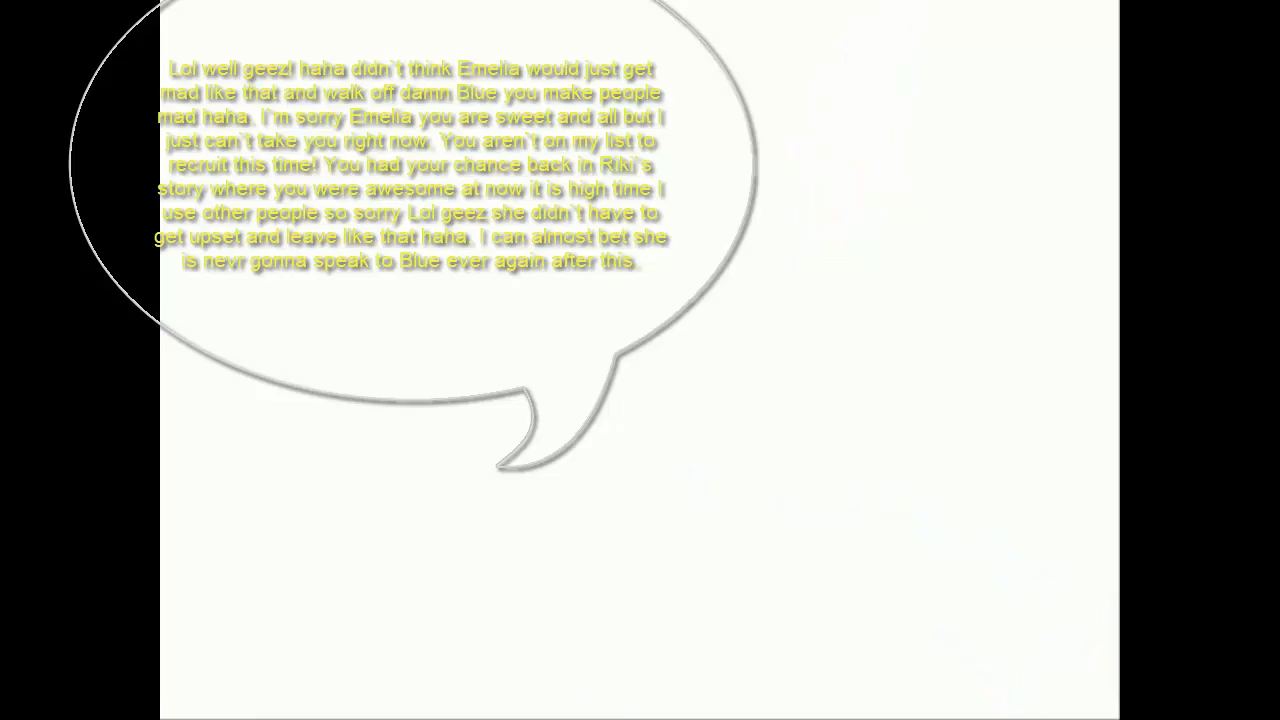 Lol well geez! haha didn`t think Emelia would just get
mad like that and walk off damn Blue you make people
mad haha. I`m sorry Emelia you are sweet and all but I
just can`t take you right now. You aren`t on my list to
recruit this time! You had your chance back in Riki`s
story where you were awesome at now it is high time I
use other people so sorry Lol geez she didn`t have to
get upset and leave like that haha. I can almost bet she
is nevr gonna speak to Blue ever again after this.